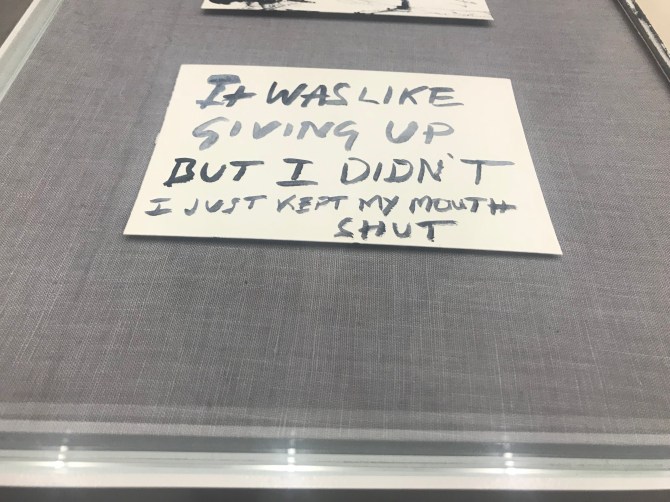 It WAS LIKE
GIVING UP
BUT I DIDN'T
I JUST KEPT MY MOUTH
SHUT